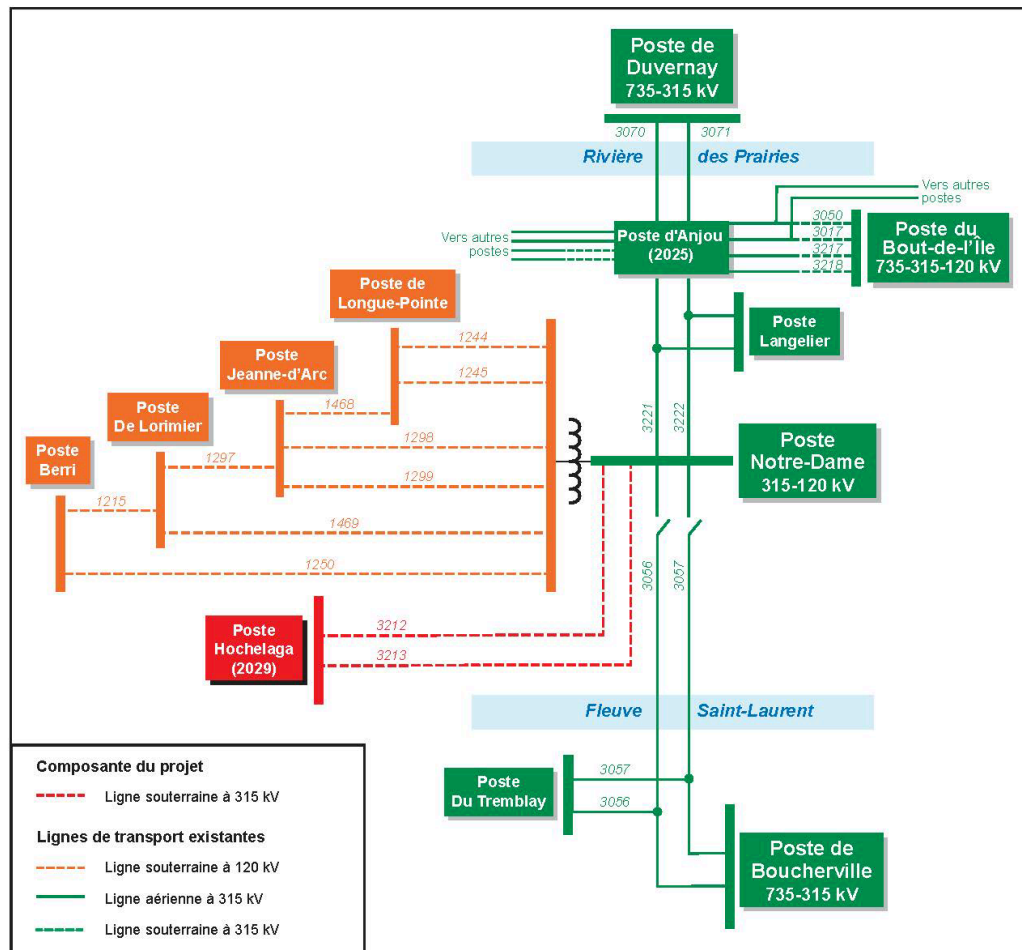 Poste de
Duvernay
735-315 kV
3070
3071
Rivière
des Prairies
Vers autres
postes
3050
3017
3217
3218
Poste du
Bout-de-l'Île
735-315-120 kV
Vers autres
postes
Poste d'Anjou
(2025)
Poste de
Longue-Pointe
Poste
Langelier
1244
1245
Poste
Jeanne-d'Arc
1468
1298
1299
Poste
De Lorimier
1297
Poste
Berri
1215
1469
1250
3221
3222
Poste
Notre-Dame
315-120 kV
3056
3057
Poste
Hochelaga
(2029)
3212
3213
Fleuve
Saint-Laurent
Poste
Du Tremblay
3057
3056
Poste de
Boucherville
735-315 kV
Composante du projet
Ligne souterraine à 315 kV
Lignes de transport existantes
Ligne souterraine à 120 kV
Ligne aérienne à 315 kV
Ligne souterraine à 315 kV